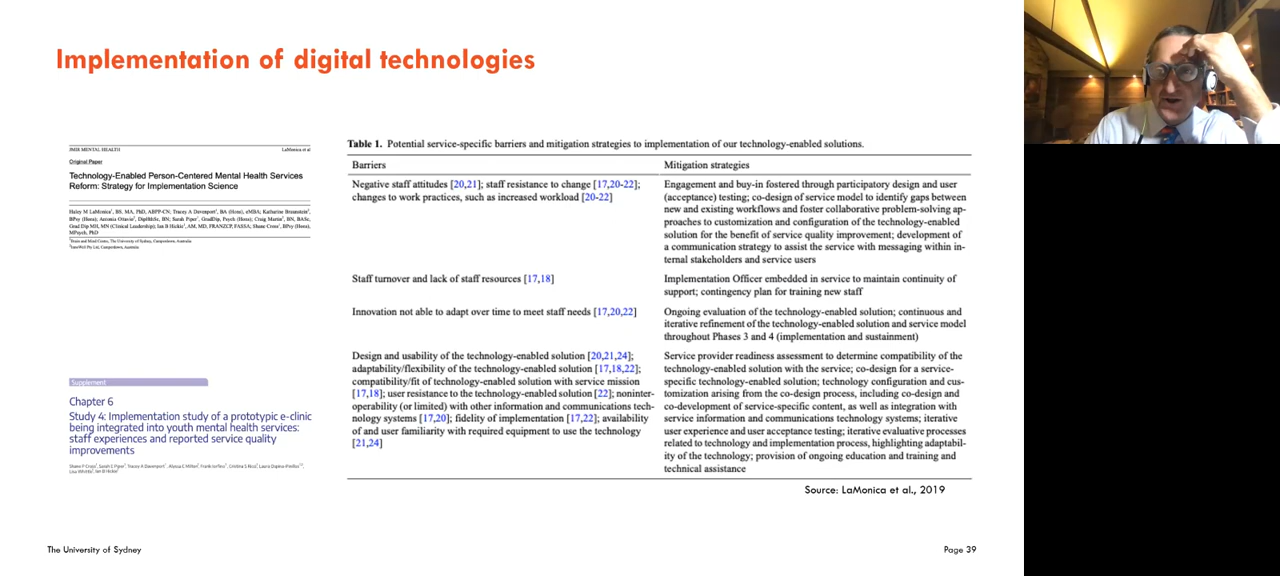 Implementation of digital technologies
JMIR MENTAL HEALTH LaMonica et al
Original Paper
Technology-Enabled Person-Centered Mental Health Services
Reform: Strategy for Implementation Science
Supplement
Chapter 6
Study 4: Implementation study of a prototypic e-clinic
being integrated into youth mental health services:
staff experiences and reported service quality
improvements
Table 1. Potential service-specific barriers and mitigation strategies to implementation of our technology-enabled solutions.
Barriers Mitigation strategies
Negative staff attitudes [20,21]; staff resistance to change [17,20-22];
changes to work practices, such as increased workload [20-22]
Engagement and buy-in fostered through participatory design and user
(acceptance) testing; co-design of service model to identify gaps between
new and existing workflows and foster collaborative problem-solving ap-
proaches to customization and configuration of the technology-enabled
solution for the benefit of service quality improvement; development of
a communication strategy to assist the service with messaging within in-
ternal stakeholders and service users
Staff turnover and lack of staff resources [17,18]
Implementation Officer embedded in service to maintain continuity of
support; contingency plan for training new staff
Innovation not able to adapt over time to meet staff needs [17,20,22]
Ongoing evaluation of the technology-enabled solution; continuous and
iterative refinement of the technology-enabled solution and service model
throughout Phases 3 and 4 (implementation and sustainment)
Design and usability of the technology-enabled solution [20,21,24];
adaptability/flexibility of the technology-enabled solution [17,18,22];
compatibility/fit of technology-enabled solution with service mission
[17,18]; user resistance to the technology-enabled solution [22]; noninter-
operability (or limited) with other information and communications tech-
nology systems [17,20]; fidelity of implementation [17,22]; availability
of and user familiarity with required equipment to use the technology
[21,24]
Service provider readiness assessment to determine compatibility of the
technology-enabled solution with the service; co-design for a service-
specific technology-enabled solution; technology configuration and cus-
tomization arising from the co-design process, including co-design and
co-development of service-specific content, as well as integration with
service information and communications technology systems; iterative
user experience and user acceptance testing; iterative evaluative processes
related to technology and implementation process, highlighting adaptabil-
ity of the technology; provision of ongoing education and training and
technical assistance
Source: LaMonica et al., 2019
The University of Sydney
Page 39